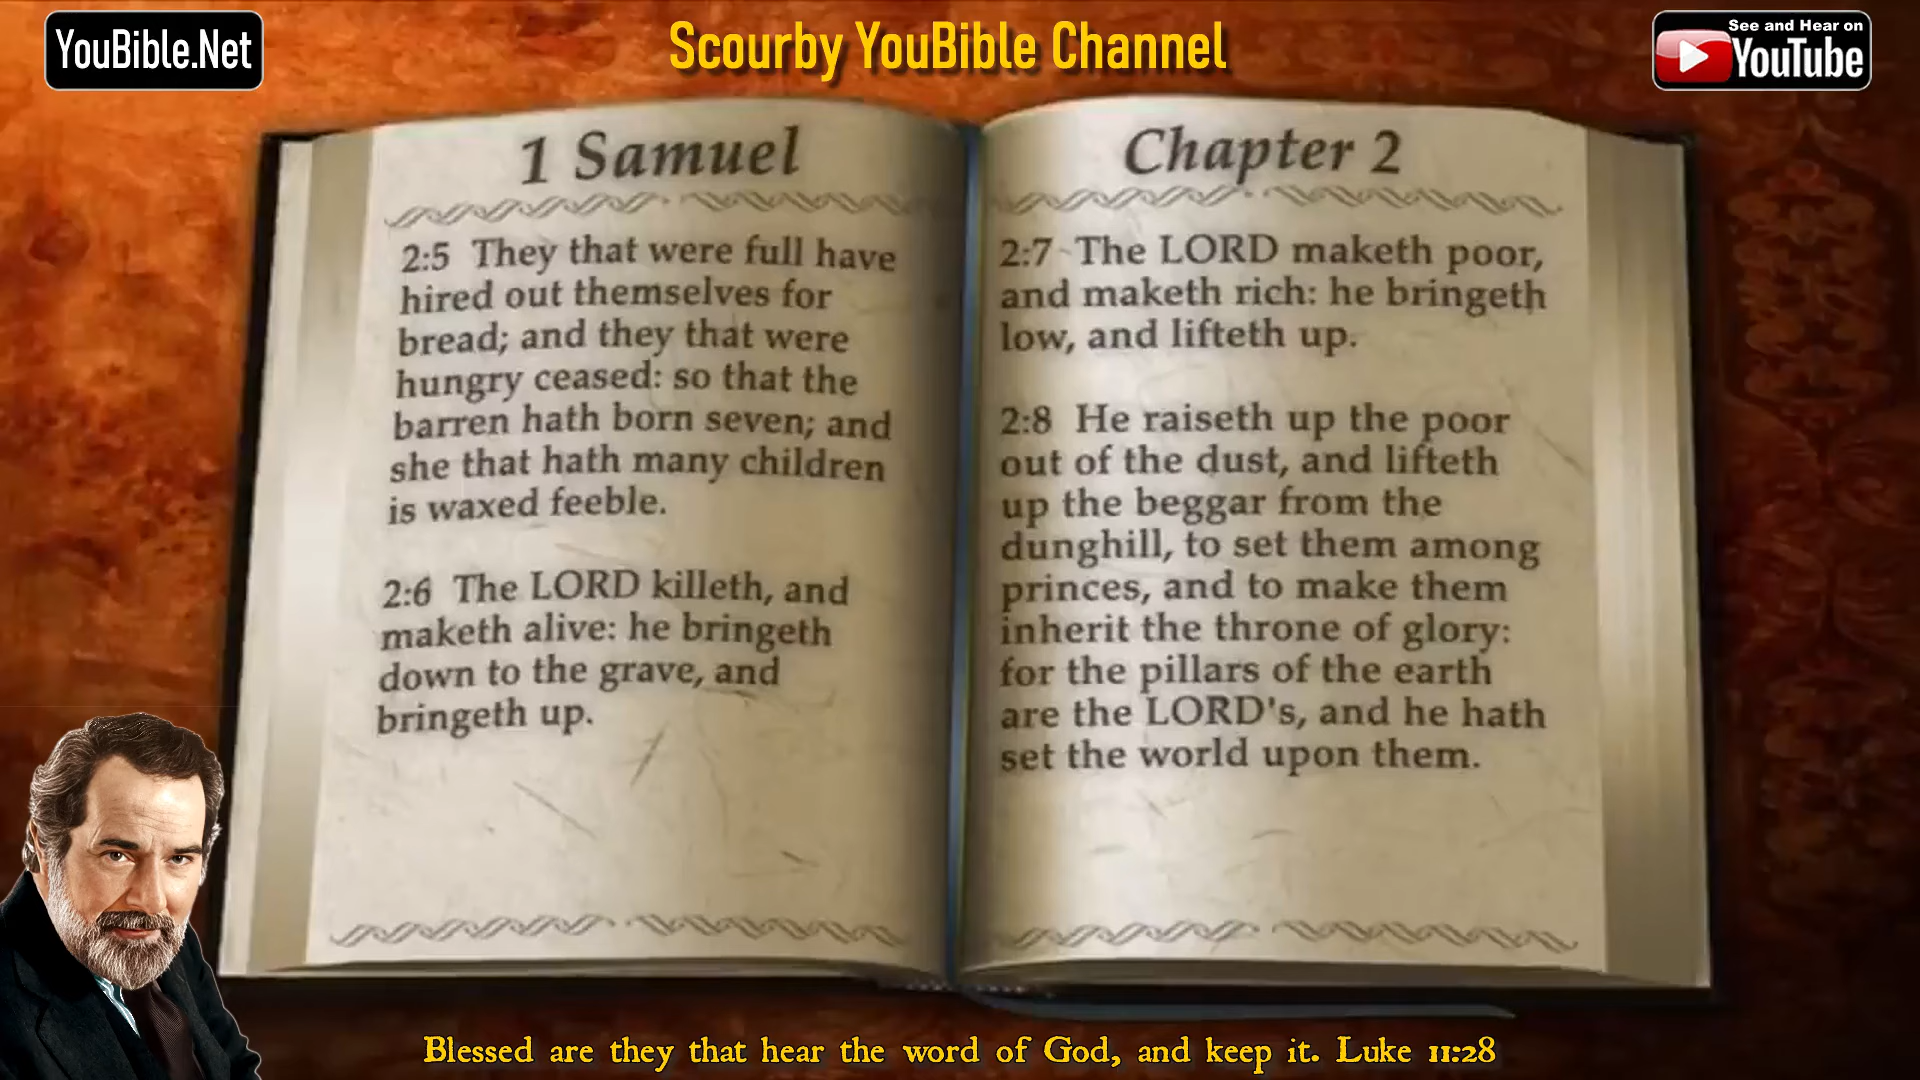 YouBible.Net
Scourby YouBible Channel
See and Hear on
YouTube
1 Samuel
2:5 They that were full have
hired out themselves for
bread; and they that were
hungry ceased: so that the
barren hath born seven; and
she that hath many children
is waxed feeble.
2:6 The LORD killeth, and
maketh alive: he bringeth
down to the grave, and
bringeth up.
Chapter 2
2:7 The LORD maketh poor,
and maketh rich: he bringeth
low, and lifteth up.
2:8 He raiseth up the poor
out of the dust, and lifteth
up the beggar from the
dunghill, to set them among
princes, and to make them
inherit the throne of glory:
for the pillars of the earth
are the LORD's, and he hath
set the world upon them.
Blessed are they that hear the word of God, and keep it. Luke 11:28